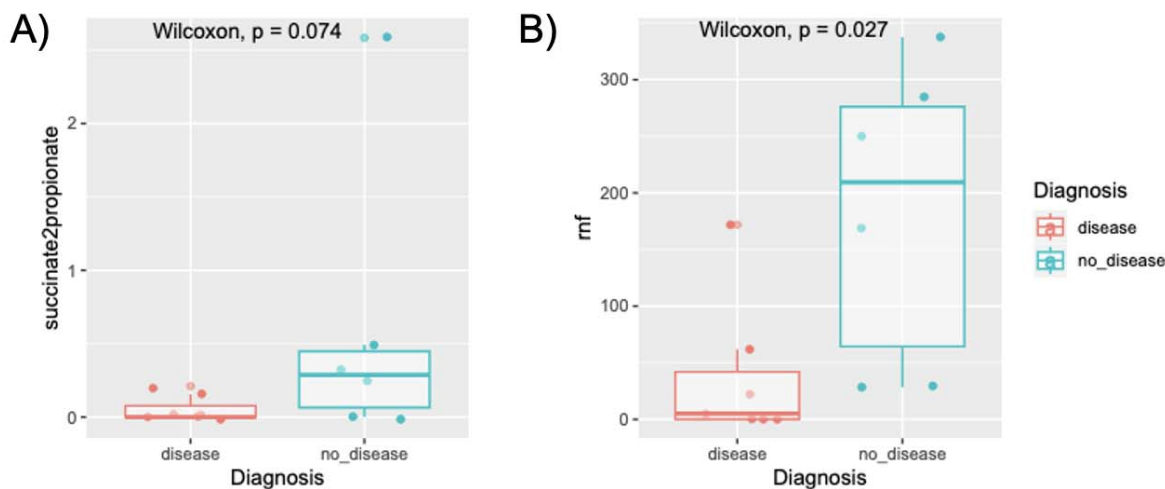 A)
Wilcoxon, p = 0.074
succinate2propionate
2
1
0
disease
no_disease
Diagnosis
B)
Wilcoxon, p = 0.027
rnf
300
200
100
0
disease
no_disease
Diagnosis
Diagnosis
disease
no_disease